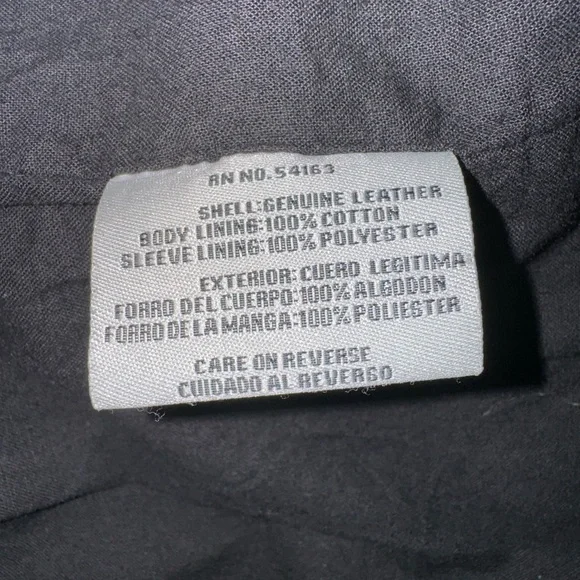 RN NO. 54163
SHELL:GENUINE LEATHER
BODY LINING:100% COTTON
SLEEVE LINING:100% POLYESTER
EXTERIOR: CUERO LEGITIMA
FORRO DEL CUERPO:100% ALGODON
FORRO DE LA MANGA:100% POLIESTER
CARE ON REVERSE
CUIDADO AL REVERSO